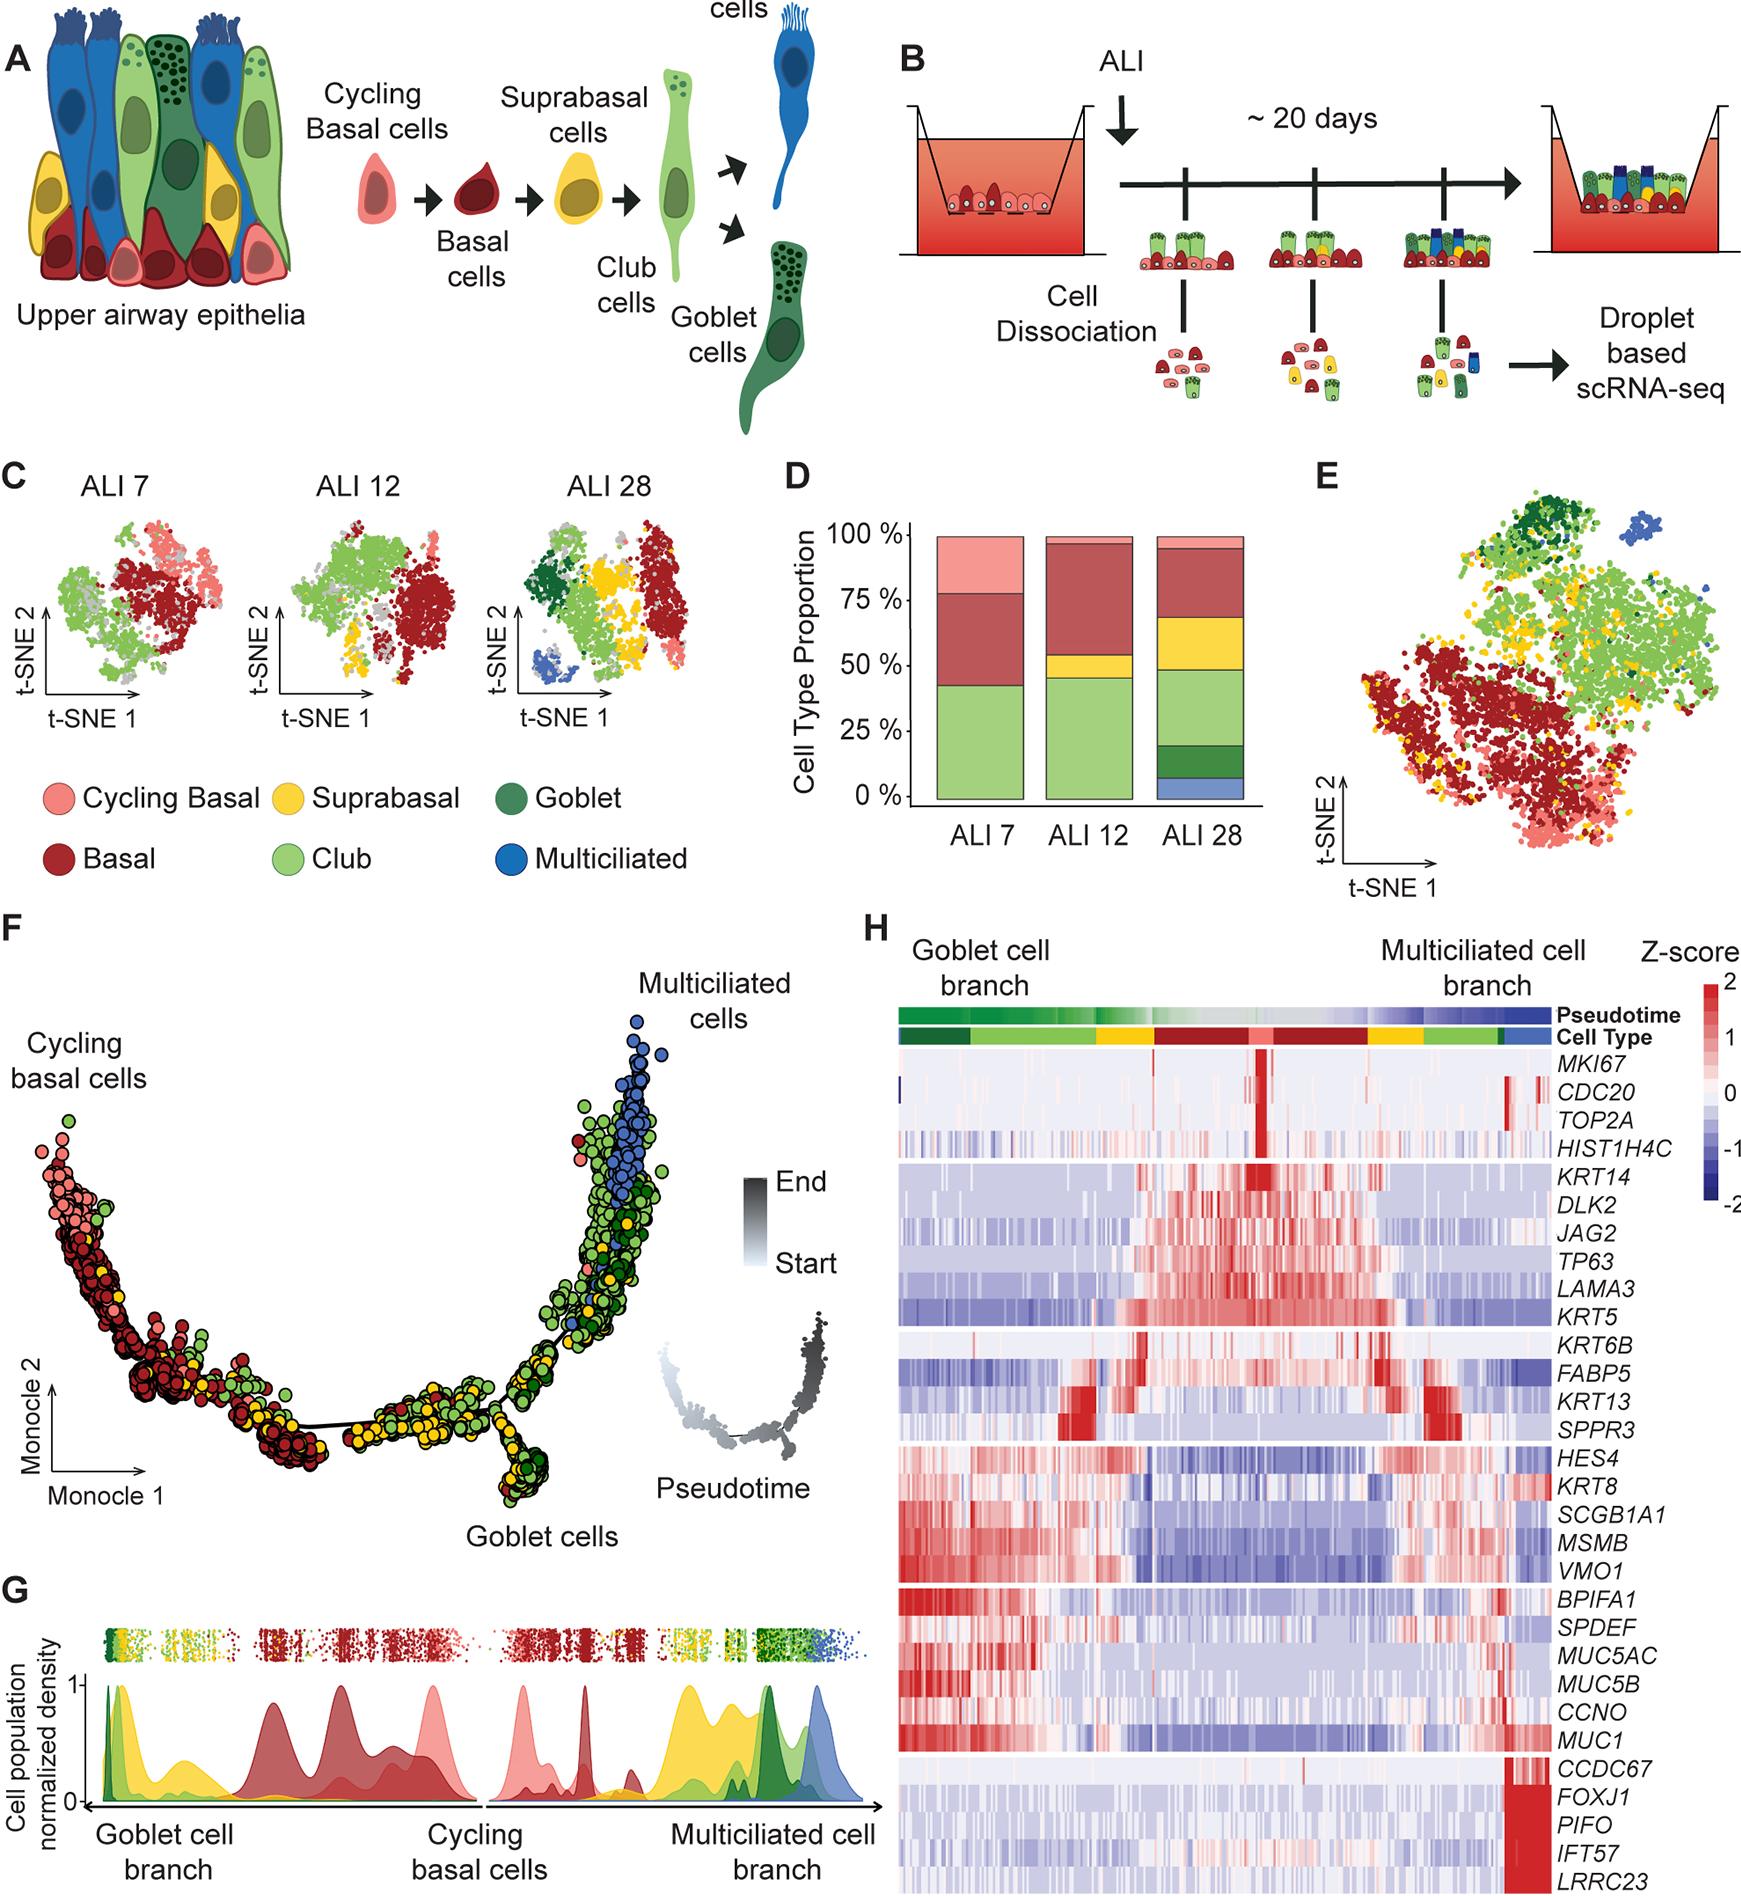 cells
A
Cycling
Basal cells
Suprabasal
cells
Basal
cells
Club
cells
Goblet
cells
Upper airway epithelia
B
ALI
~ 20 days
Cell
Dissociation
Droplet
based
scRNA-seq
C
ALI 7
ALI 12
ALI 28
t-SNE 2
t-SNE 1
t-SNE 2
t-SNE 1
t-SNE 2
t-SNE 1
Cycling Basal
Suprabasal
Goblet
Basal
Club
Multiciliated
D
Cell Type Proportion
100 %
75 %
50 %
25 %
0 %
ALI 7
ALI 12
ALI 28
E
t-SNE 2
t-SNE 1
F
Cycling
basal cells
Multiciliated
cells
End
Start
Monocle 2
Monocle 1
Pseudotime
Goblet cells
G
Cell population
normalized density
1
0
Goblet cell
branch
Cycling
basal cells
Multiciliated cell
branch
H
Goblet cell
branch
Multiciliated cell
branch
Z-score
2
1
0
-1
-2
Pseudotime
Cell Type
MKI67
CDC20
TOP2A
HIST1H4C
KRT14
DLK2
JAG2
TP63
LAMA3
KRT5
KRT6B
FABP5
KRT13
SPPR3
HES4
KRT8
SCGB1A1
MSMB
VMO1
BPIFA1
SPDEF
MUC5AC
MUC5B
CCNO
MUC1
CCDC67
FOXJ1
PIFO
IFT57
LRRC23